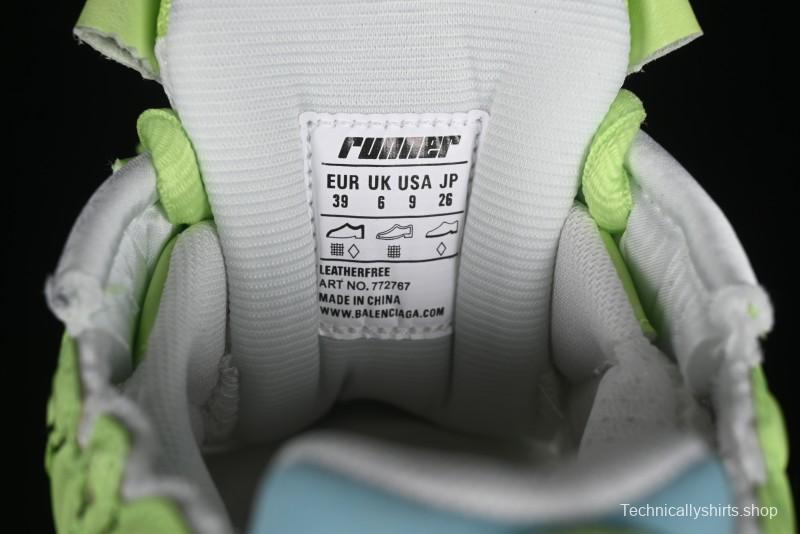 runner
EUR UK USA JP
39 6 9 26
LEATHERFREE
ART NO. 772767
MADE IN CHINA
WWW.BALENCIAGA.COM
Technicallyshirts.shop